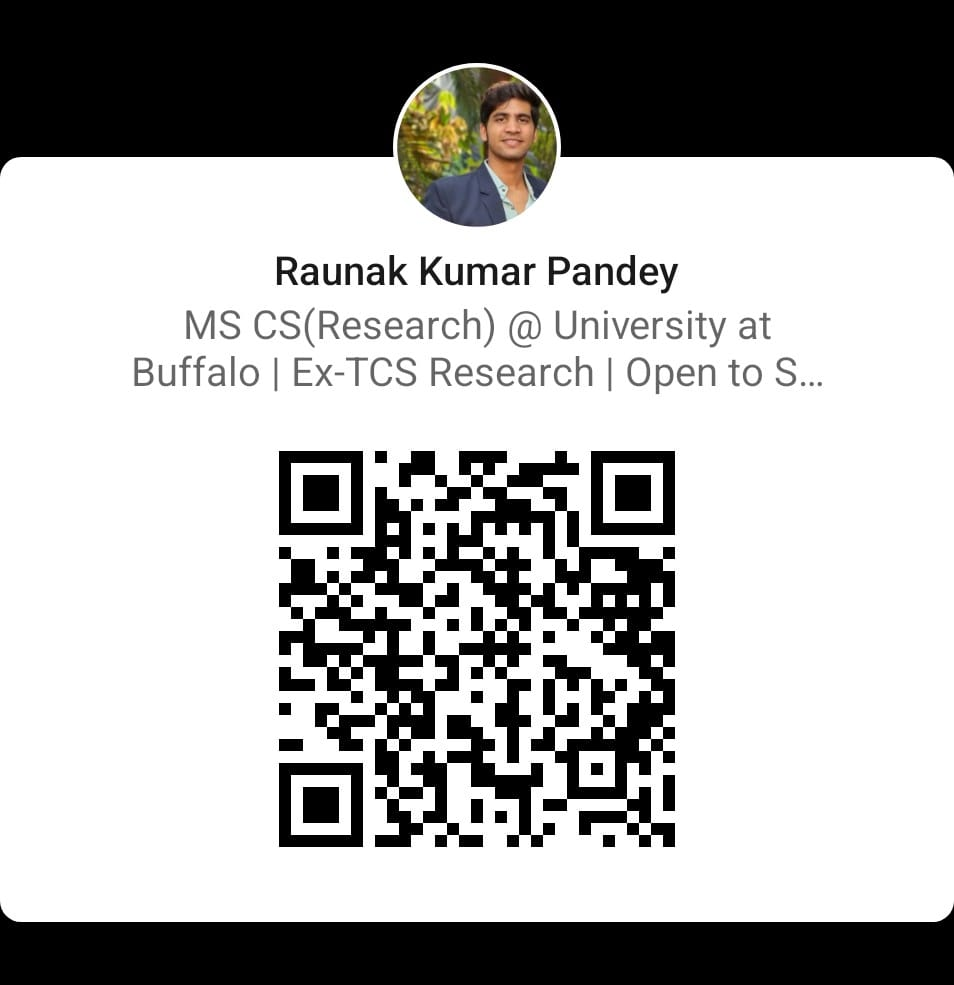 Raunak Kumar Pandey
MS CS(Research) @ University at
Buffalo | Ex-TCS Research | Open to S...